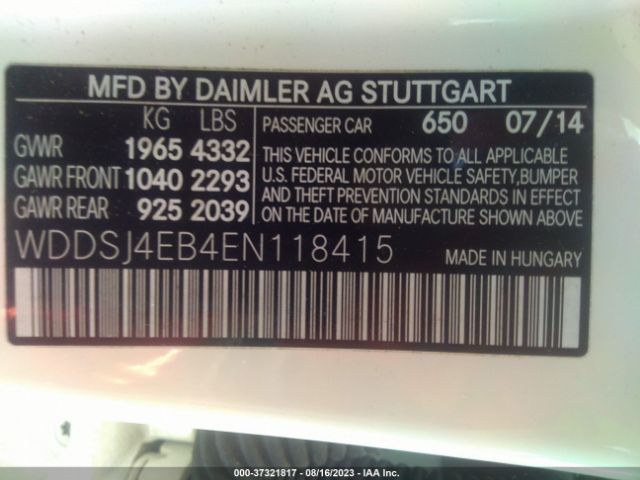 MFD BY DAIMLER AG STUTTGART
KG LBS
GVWR 1965 4332
GAWR FRONT 1040 2293
GAWR REAR 925 2039
PASSENGER CAR 650 07/14
THIS VEHICLE CONFORMS TO ALL APPLICABLE
U.S. FEDERAL MOTOR VEHICLE SAFETY,BUMPER
AND THEFT PREVENTION STANDARDS IN EFFECT
ON THE DATE OF MANUFACTURE SHOWN ABOVE.
WDDSJ4EB4EN118415
MADE IN HUNGARY
000-37321817 - 08/16/2023 - IAA Inc.